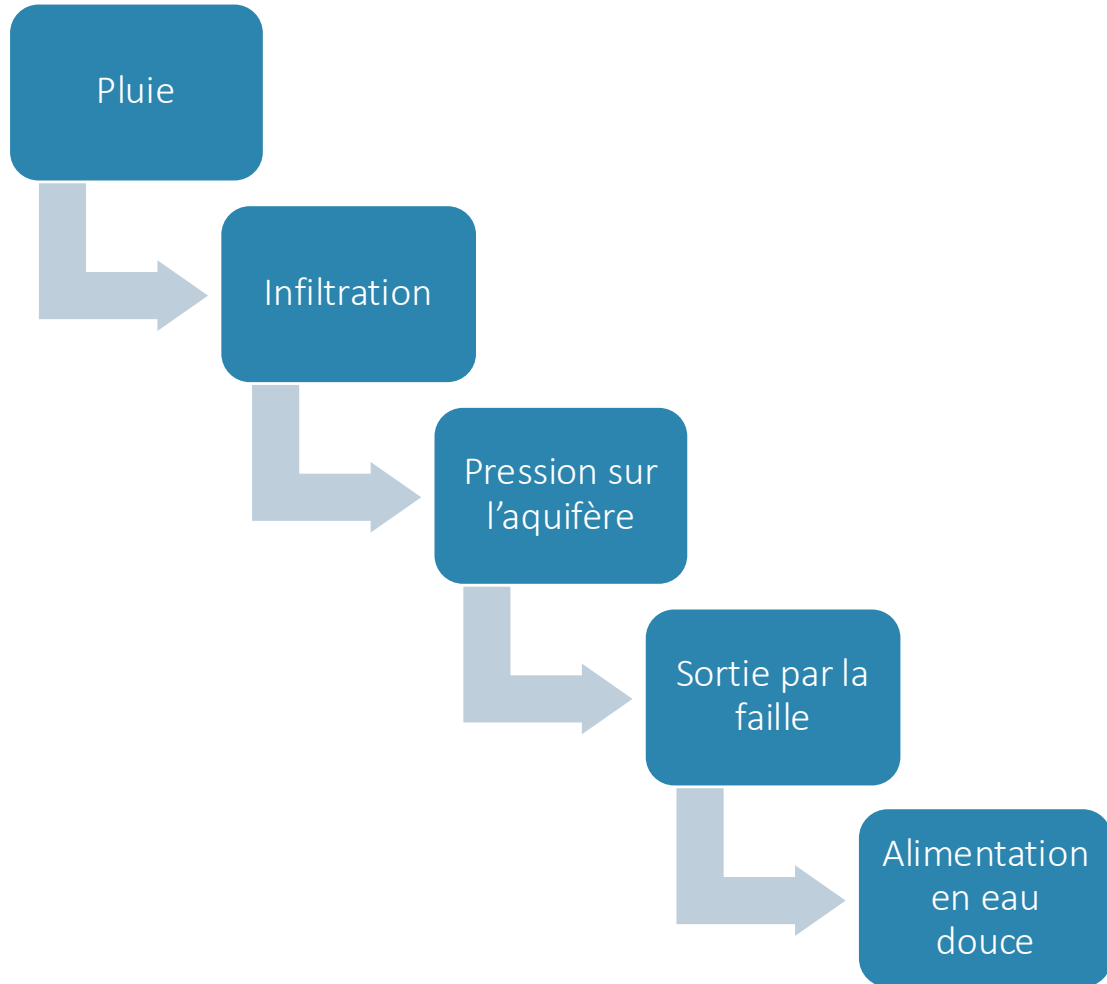 Pluie
Infiltration
Pression sur
l’aquifère
Sortie par la
faille
Alimentation
en eau
douce